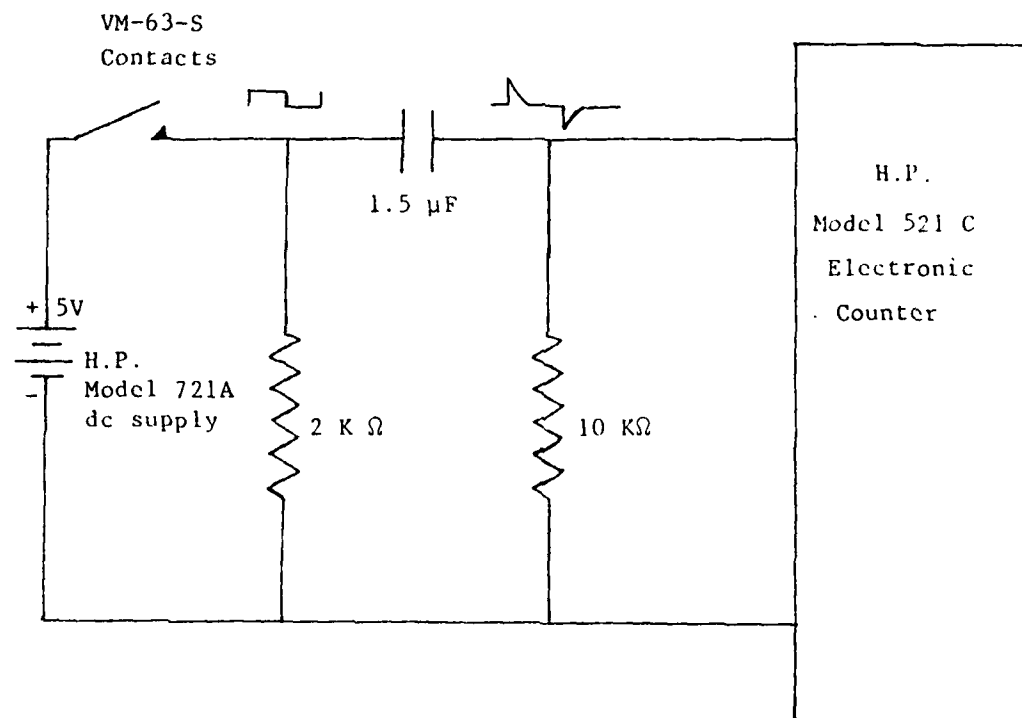 VM-63-S
Contacts
1.5 µF
H.P.
Model 521 C
Electronic
Counter
+ 5V
H.P.
Model 721A
dc supply
-
2 K Ω
10 KΩ